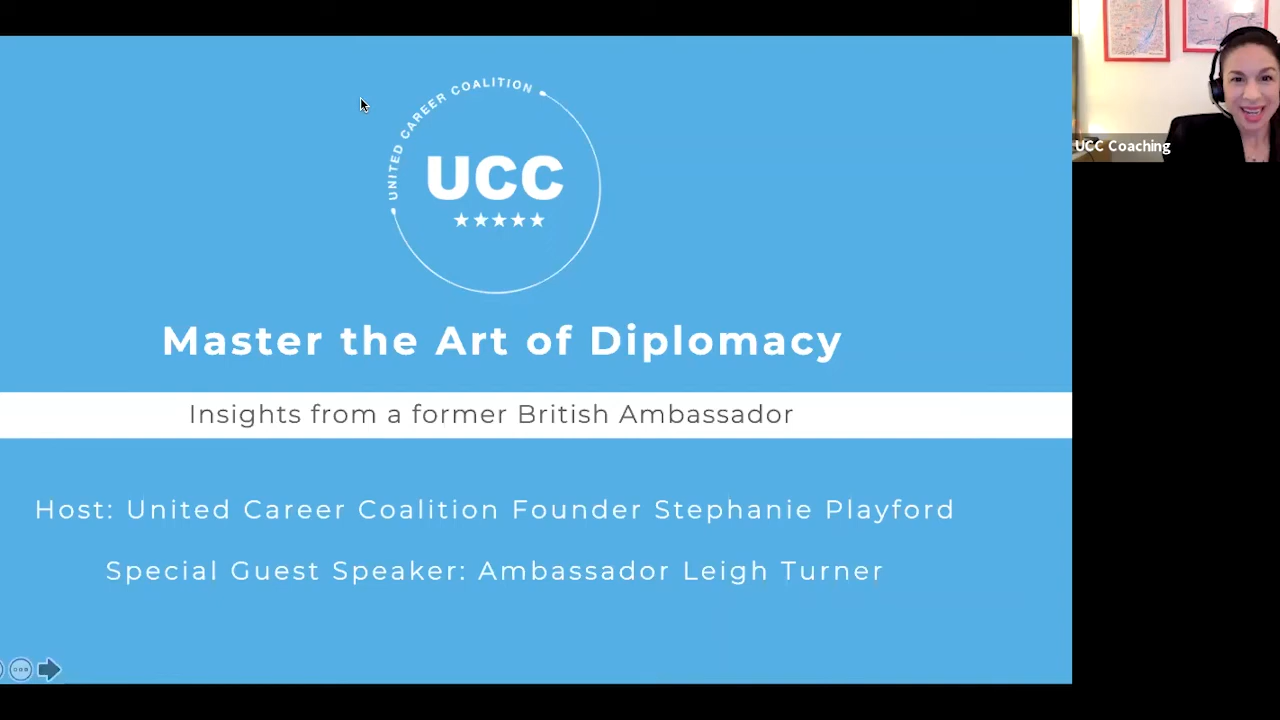 UNITED CAREER COALITION
UCC
Master the Art of Diplomacy
Insights from a former British Ambassador
Host: United Career Coalition Founder Stephanie Playford
Special Guest Speaker: Ambassador Leigh Turner
UCC Coaching